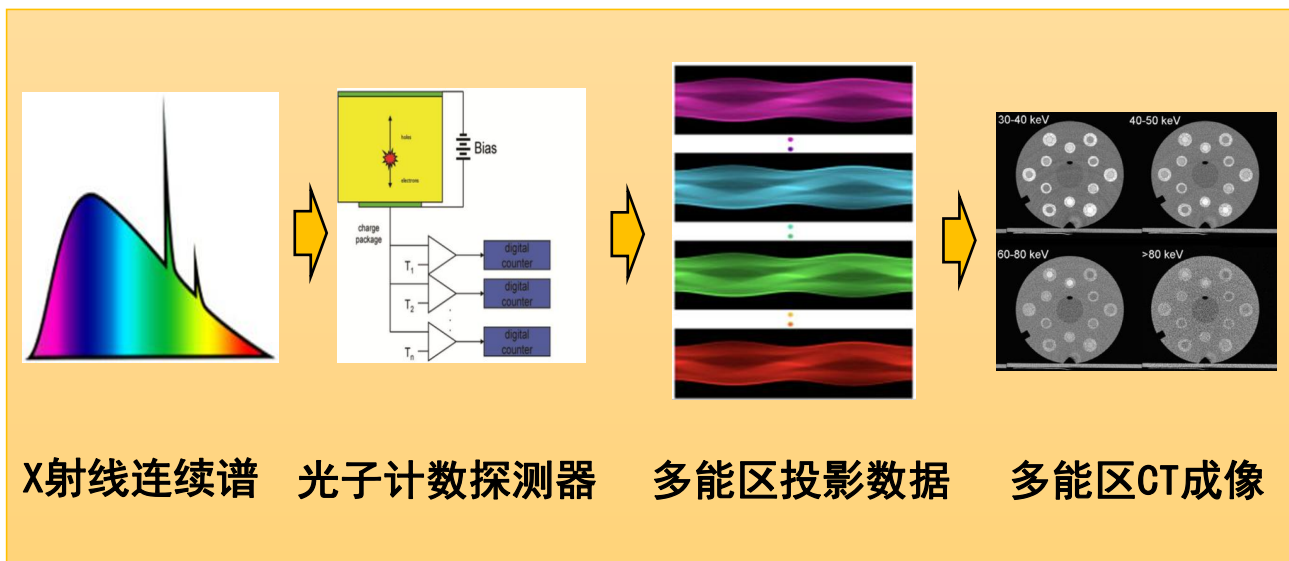 holes
electrons
Bias
charge
package
T1
digital
counter
T2
digital
counter
Tn
digital
counter
30-40 keV
40-50 keV
60-80 keV
>80 keV
X射线连续谱
光子计数探测器
多能区投影数据
多能区CT成像